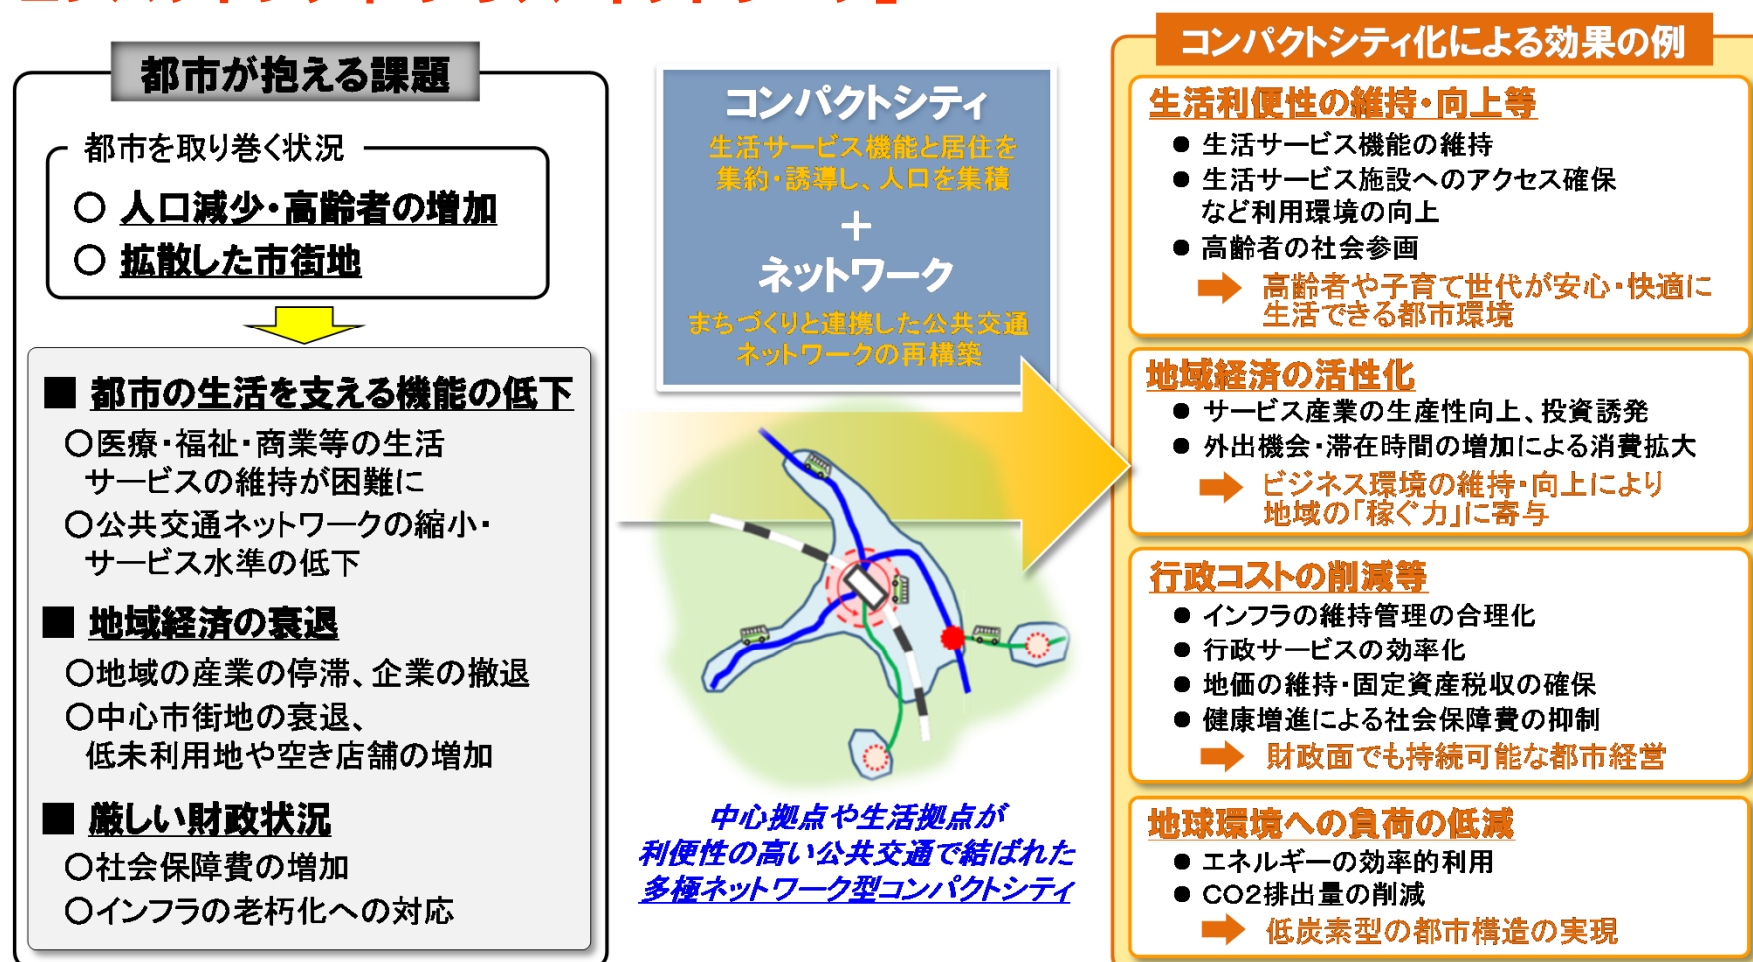 都市が抱える課題
都市を取り巻く状況
○ 人口減少・高齢者の増加
○ 拡散した市街地
■ 都市の生活を支える機能の低下
○医療・福祉・商業等の生活
サービスの維持が困難に
○公共交通ネットワークの縮小・
サービス水準の低下
■ 地域経済の衰退
○地域の産業の停滞、企業の撤退
○中心市街地の衰退、
低未利用地や空き店舗の増加
■ 厳しい財政状況
○社会保障費の増加
○インフラの老朽化への対応
コンパクトシティ
生活サービス機能と居住を
集約・誘導し、人口を集積
＋
ネットワーク
まちづくりと連携した公共交通
ネットワークの再構築
中心拠点や生活拠点が
利便性の高い公共交通で結ばれた
多極ネットワーク型コンパクトシティ
コンパクトシティ化による効果の例
生活利便性の維持・向上等
● 生活サービス機能の維持
● 生活サービス施設へのアクセス確保
など利用環境の向上
● 高齢者の社会参画
高齢者や子育て世代が安心・快適に
生活できる都市環境
地域経済の活性化
● サービス産業の生産性向上、投資誘発
● 外出機会・滞在時間の増加による消費拡大
ビジネス環境の維持・向上により
地域の「稼ぐ力」に寄与
行政コストの削減等
● インフラの維持管理の合理化
● 行政サービスの効率化
● 地価の維持・固定資産税収の確保
● 健康増進による社会保障費の抑制
財政面でも持続可能な都市経営
地球環境への負荷の低減
● エネルギーの効率的利用
● CO2排出量の削減
低炭素型の都市構造の実現